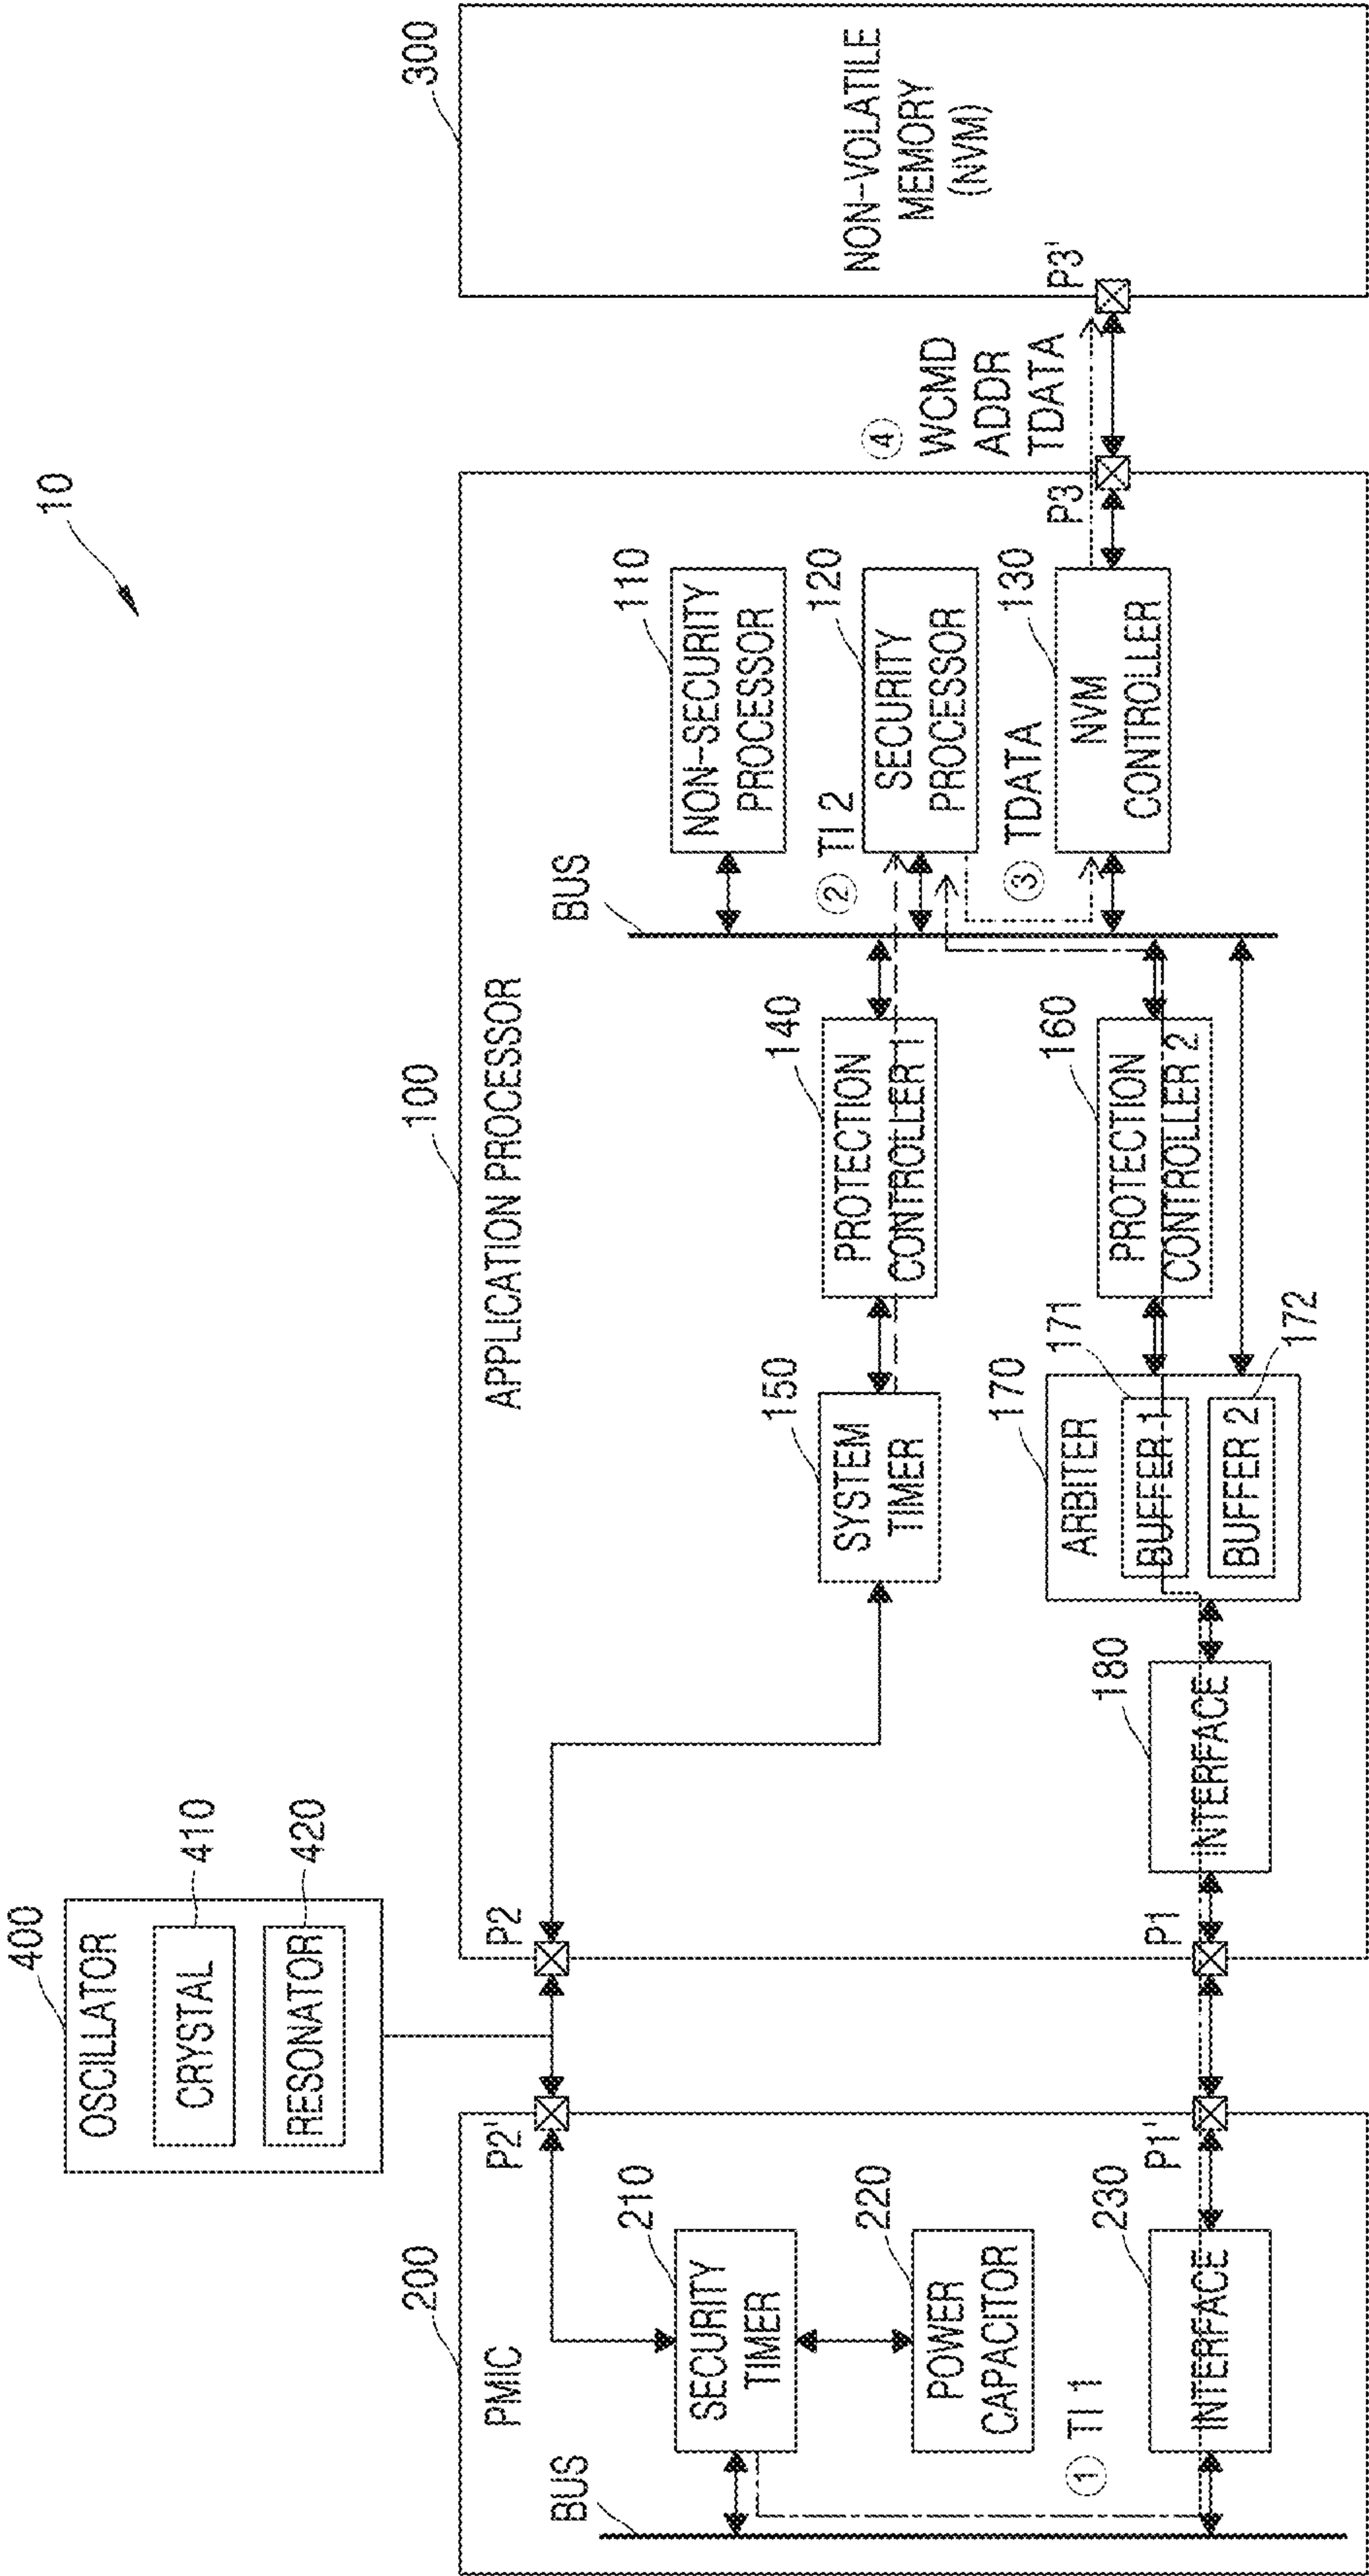 10
400
OSCILLATOR
CRYSTAL
410
RESONATOR
420
200
PMIC
P2'
P2
210
SECURITY
TIMER
220
POWER
CAPACITOR
BUS
① TI 1
230
INTERFACE
P1'
P1
100
APPLICATION PROCESSOR
150
SYSTEM
TIMER
140
PROTECTION
CONTROLLER 1
BUS
110
NON-SECURITY
PROCESSOR
② TI 2
120
SECURITY
PROCESSOR
③ TDATA
130
NVM
CONTROLLER
180
INTERFACE
170
ARBITER
171
BUFFER 1
BUFFER 2
172
160
PROTECTION
CONTROLLER 2
P3
④
WCMD
ADDR
TDATA
P3'
300
NON-VOLATILE
MEMORY
(NVM)